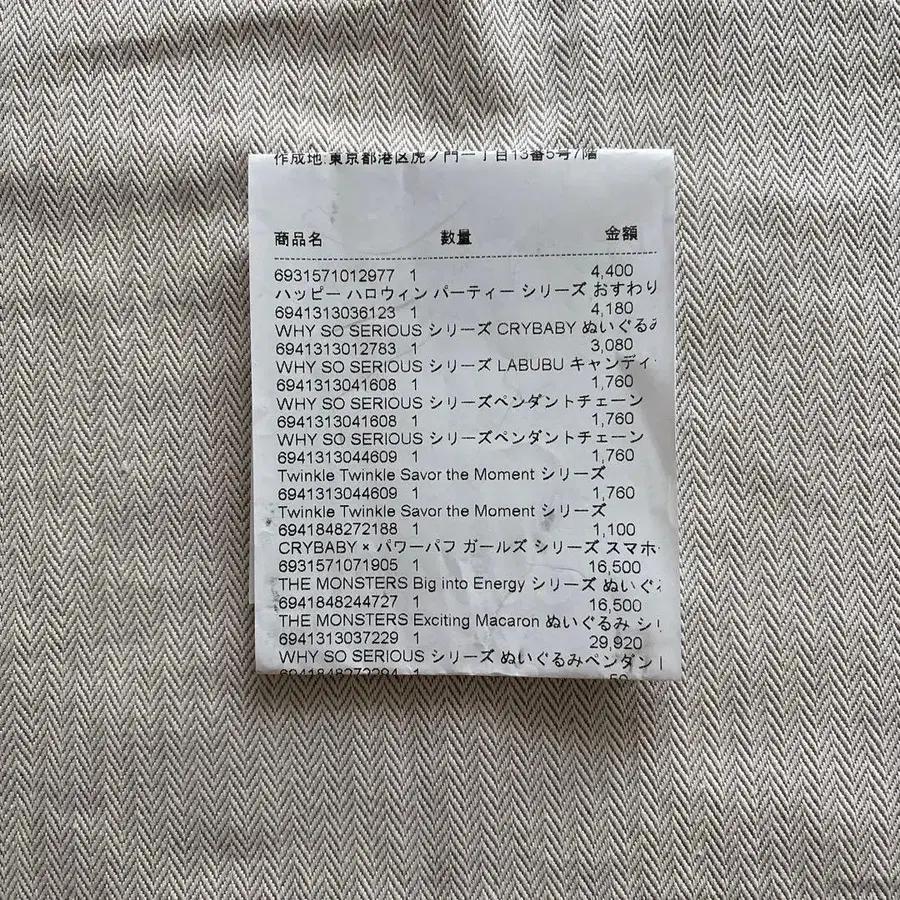 作成地:東京都港区虎ノ門一丁目13番5号7階
商品名 数量 金額
6931571012977 1 4,400
ハッピー ハロウィン パーティー シリーズ おすわり
6941313036123 1 4,180
WHY SO SERIOUS シリーズ CRYBABY ぬいぐるみ
6941313012783 1 3,080
WHY SO SERIOUS シリーズ LABUBU キャンディ
6941313041608 1 1,760
WHY SO SERIOUS シリーズペンダントチェーン
6941313041608 1 1,760
WHY SO SERIOUS シリーズペンダントチェーン
6941313044609 1 1,760
Twinkle Twinkle Savor the Moment シリーズ
6941313044609 1 1,760
Twinkle Twinkle Savor the Moment シリーズ
6941848272188 1 1,100
CRYBABY × パワーパフ ガールズ シリーズ スマホ
6931571071905 1 16,500
THE MONSTERS Big into Energy シリーズ ぬいぐ
6941848244727 1 16,500
THE MONSTERS Exciting Macaron ぬいぐるみ シリ
6941313037229 1 29,920
WHY SO SERIOUS シリーズ ぬいぐるみペンダント